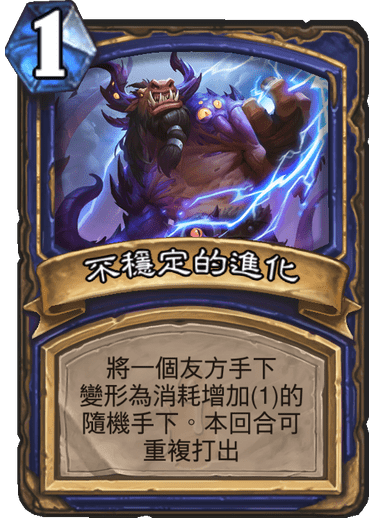 1
不穩定的進化
將一個友方手下
變形為消耗增加(1)的
隨機手下。本回合可
重複打出